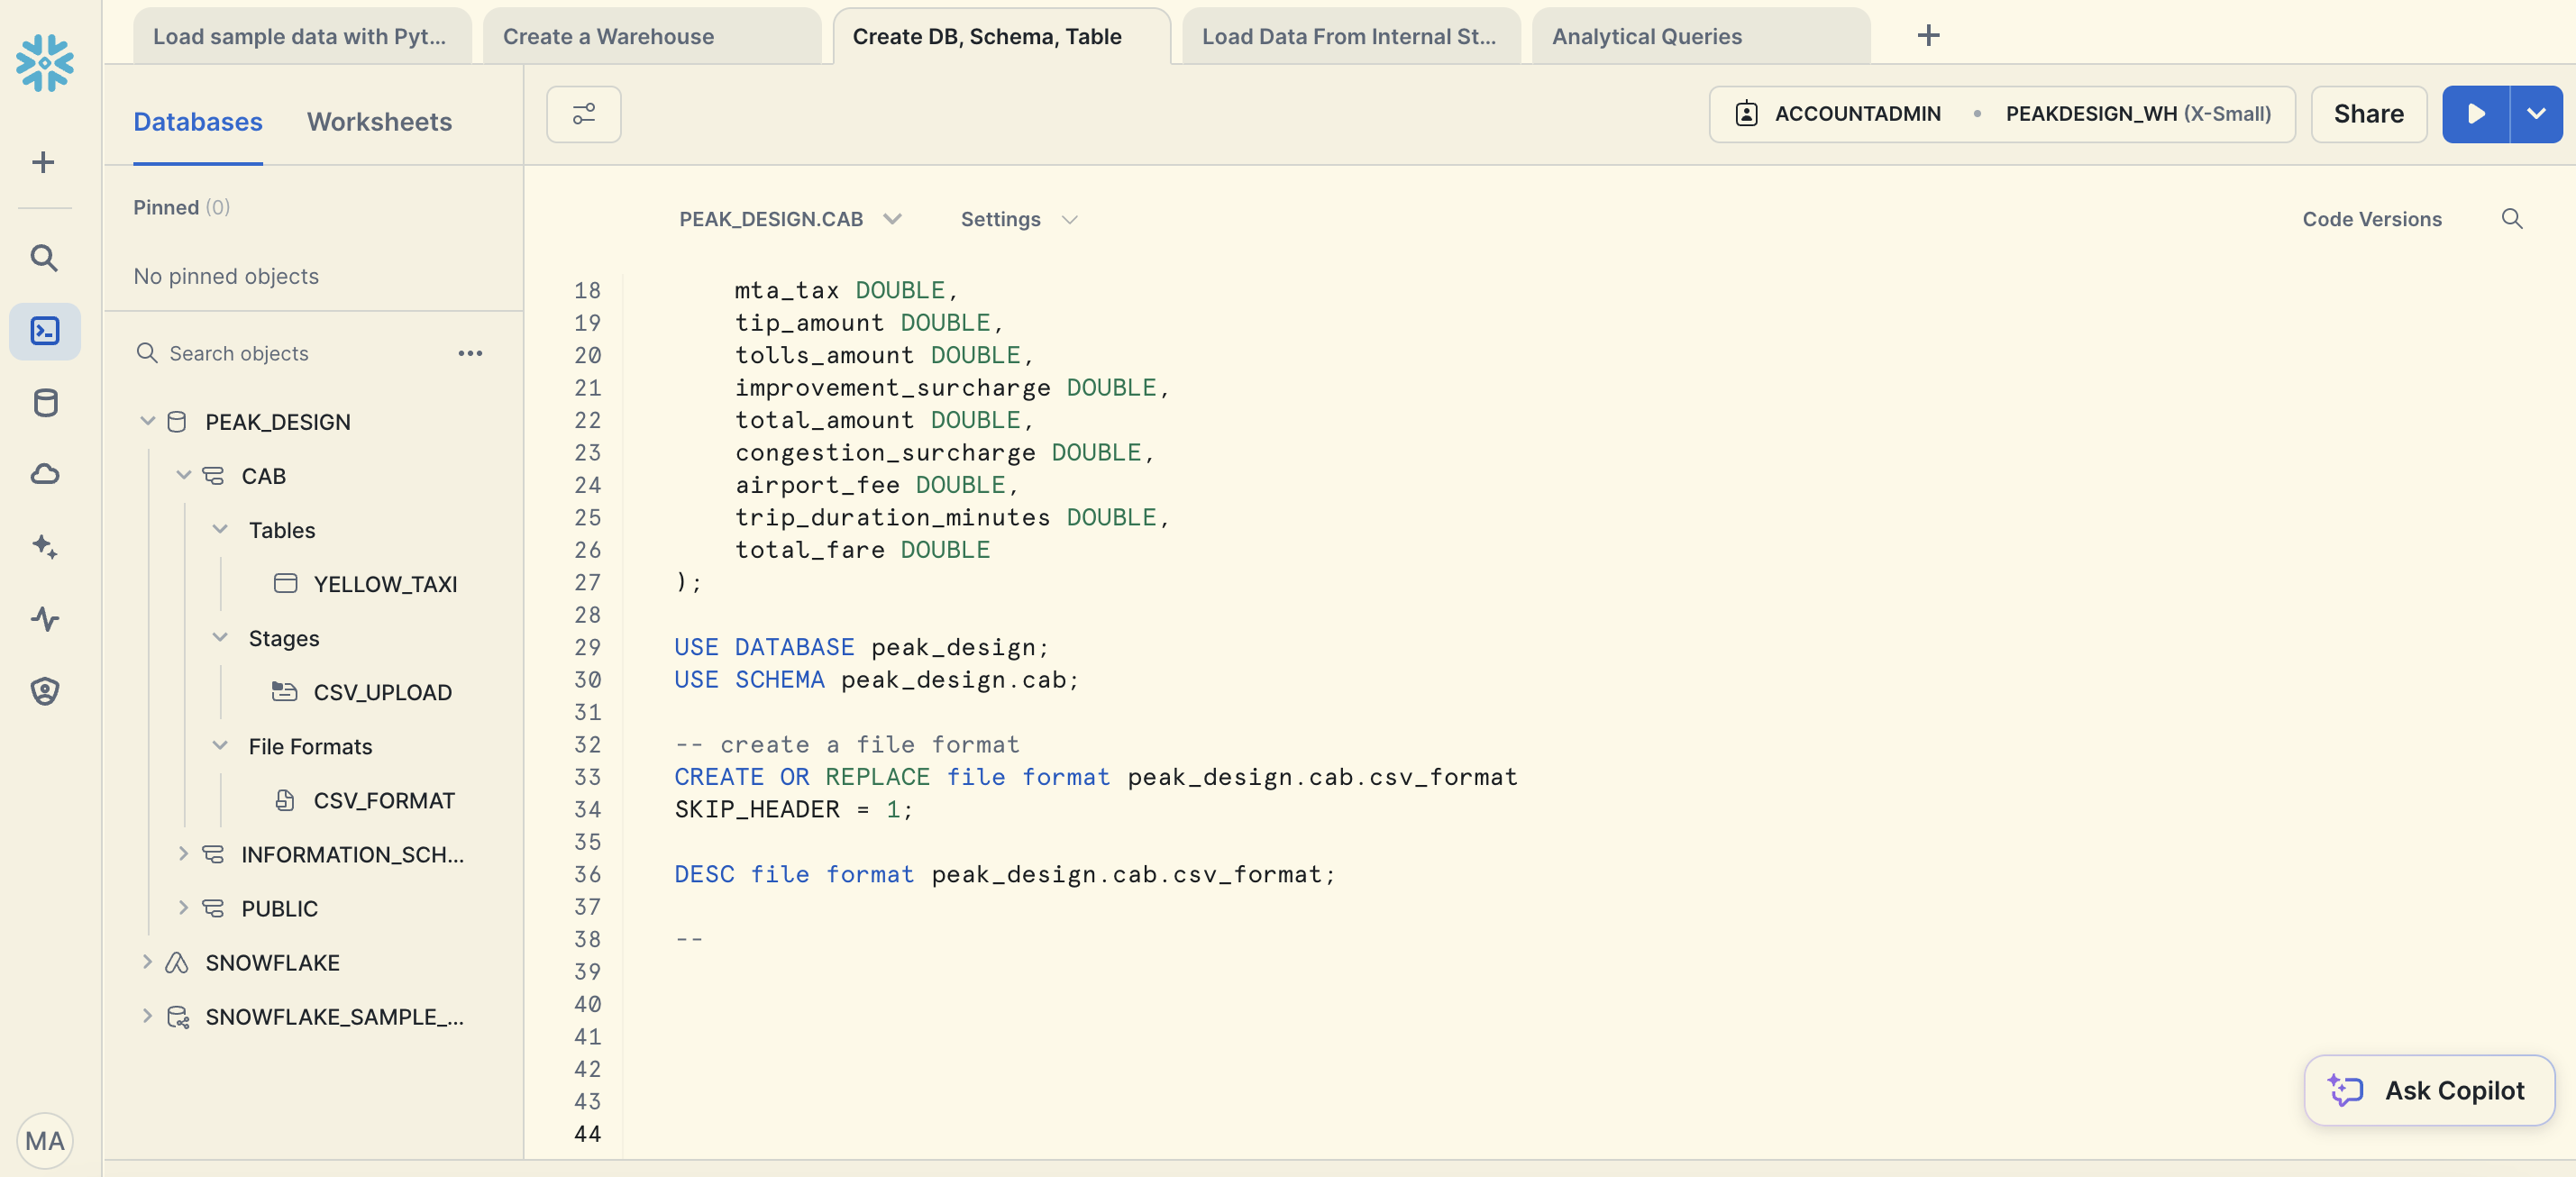 Load sample data with Pyt...
Create a Warehouse
Create DB, Schema, Table
Load Data From Internal St...
Analytical Queries
Databases
Worksheets
ACCOUNTADMIN • PEAKDESIGN_WH (X-Small)
Share
Pinned (0)
No pinned objects
Search objects
PEAK_DESIGN
CAB
Tables
YELLOW_TAXI
Stages
CSV_UPLOAD
File Formats
CSV_FORMAT
INFORMATION_SCH...
PUBLIC
SNOWFLAKE
SNOWFLAKE_SAMPLE_...
MA
PEAK_DESIGN.CAB
Settings
Code Versions
18 mta_tax DOUBLE,
19 tip_amount DOUBLE,
20 tolls_amount DOUBLE,
21 improvement_surcharge DOUBLE,
22 total_amount DOUBLE,
23 congestion_surcharge DOUBLE,
24 airport_fee DOUBLE,
25 trip_duration_minutes DOUBLE,
26 total_fare DOUBLE
27 );
28
29 USE DATABASE peak_design;
30 USE SCHEMA peak_design.cab;
31
32 -- create a file format
33 CREATE OR REPLACE file format peak_design.cab.csv_format
34 SKIP_HEADER = 1;
35
36 DESC file format peak_design.cab.csv_format;
37
38 --
39
40
41
42
43
44
Ask Copilot